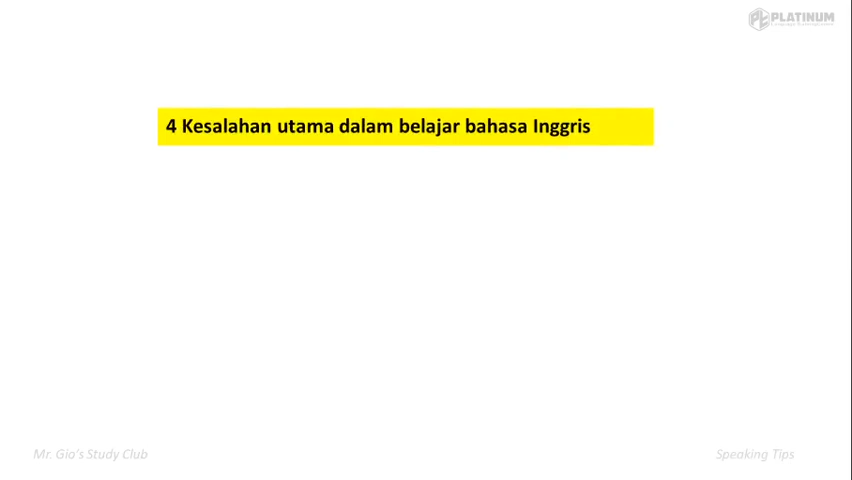 PLATINUM
4 Kesalahan utama dalam belajar bahasa Inggris
Mr. Gio's Study Club
Speaking Tips